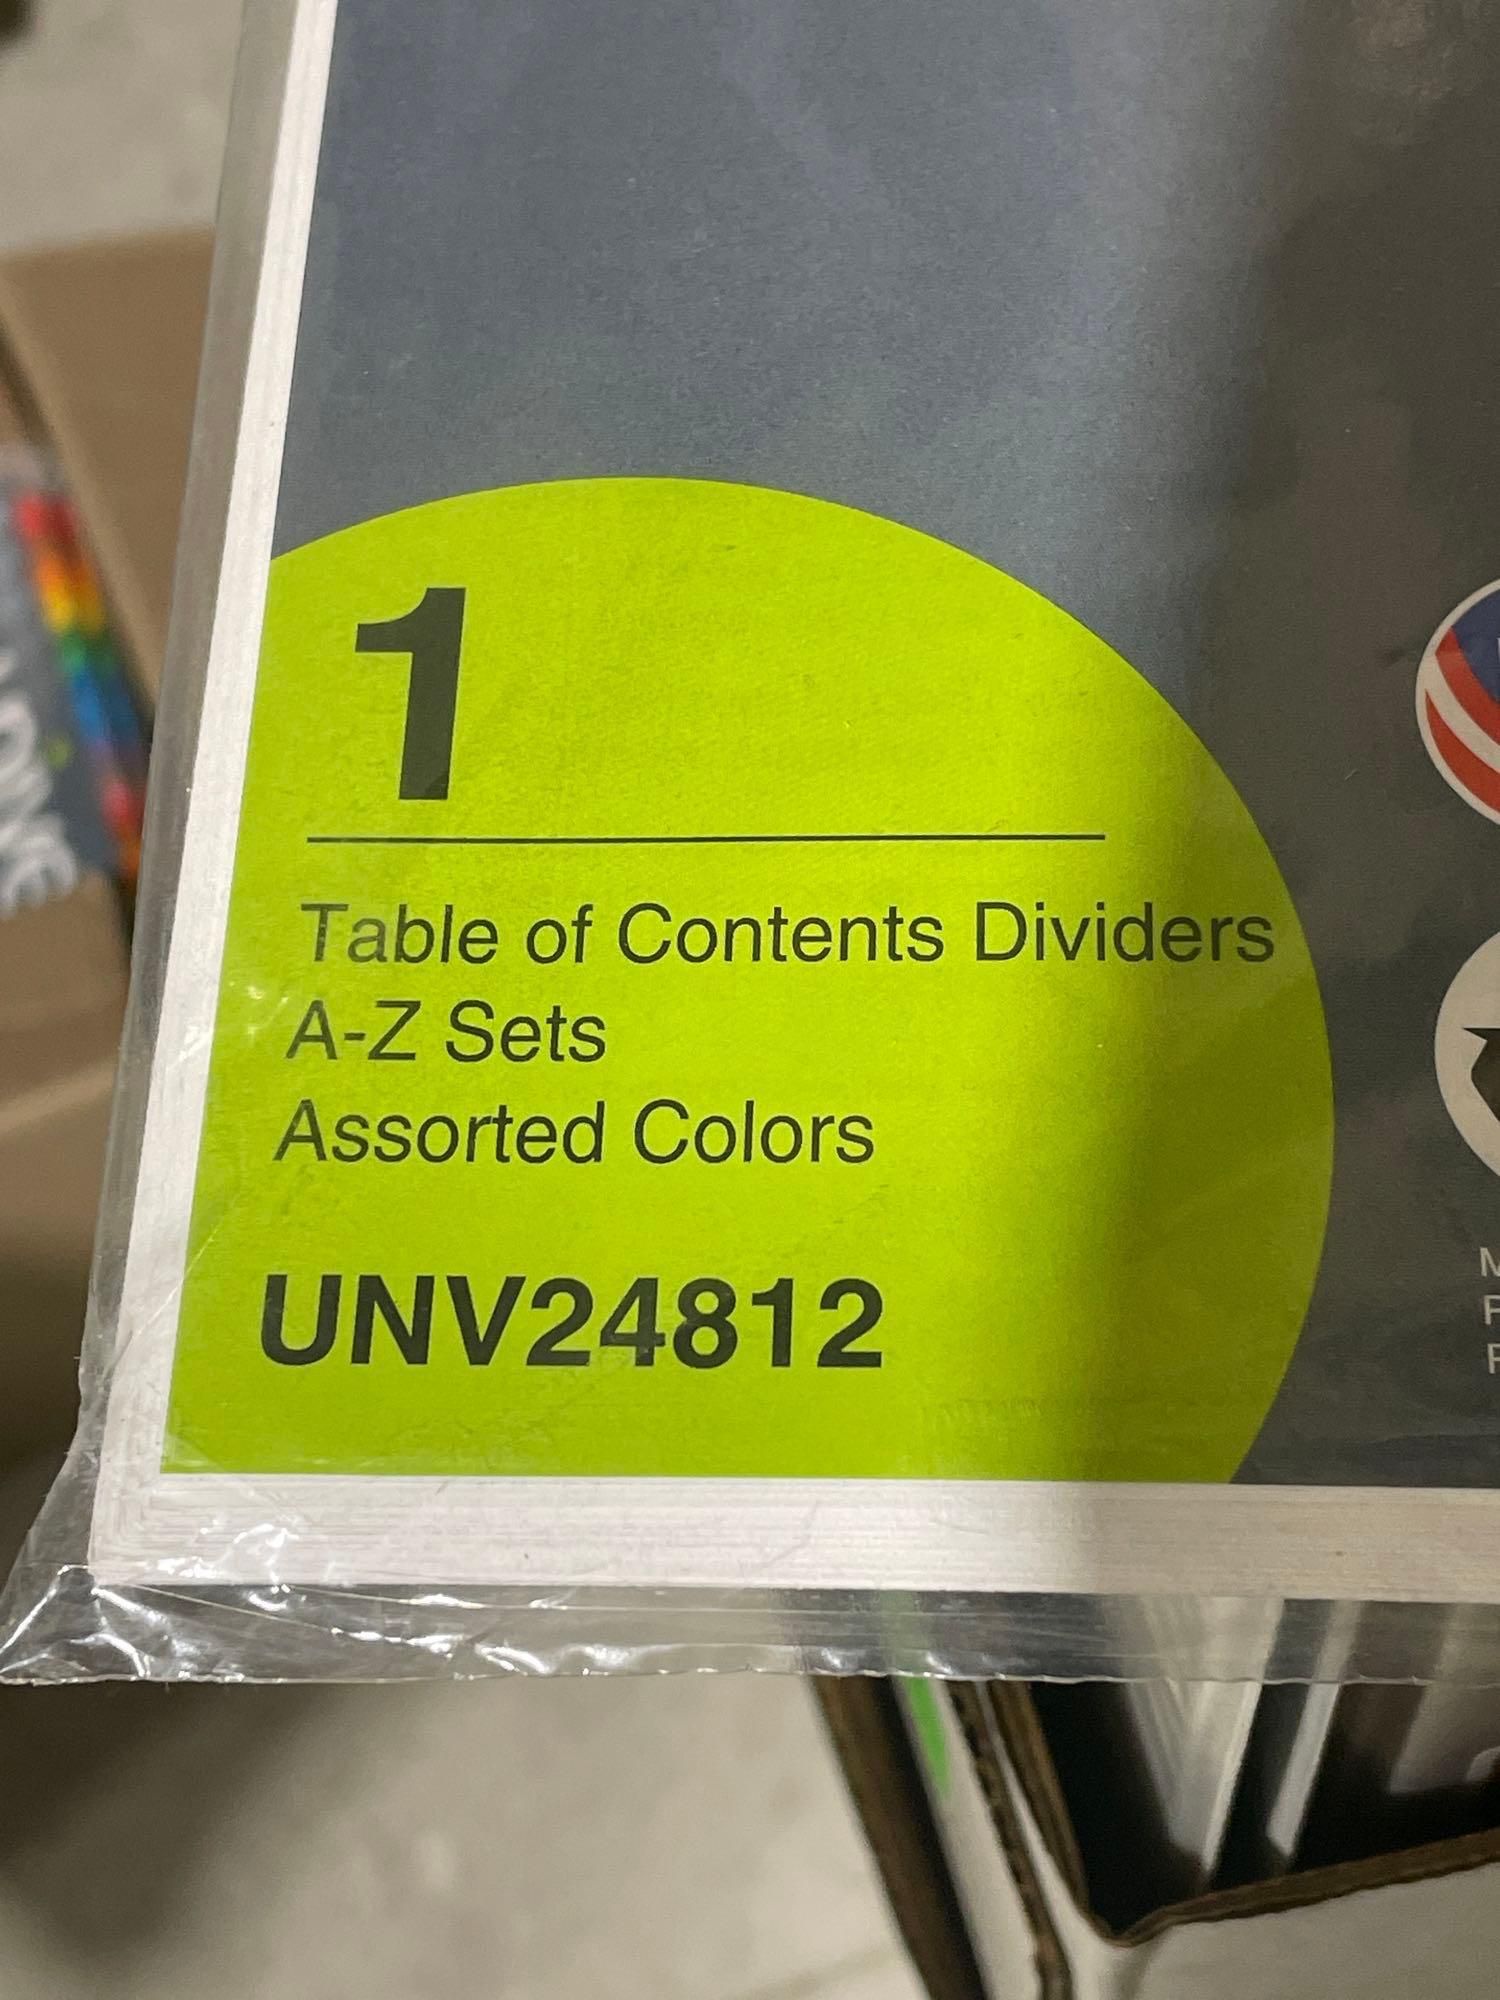 1
Table of Contents Dividers
A-Z Sets
Assorted Colors
UNV24812